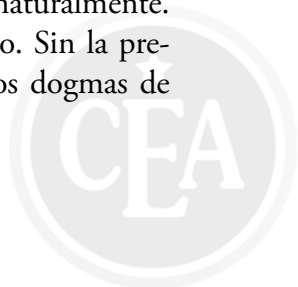 naturalmente.
o. Sin la pre-
os dogmas de
CEA